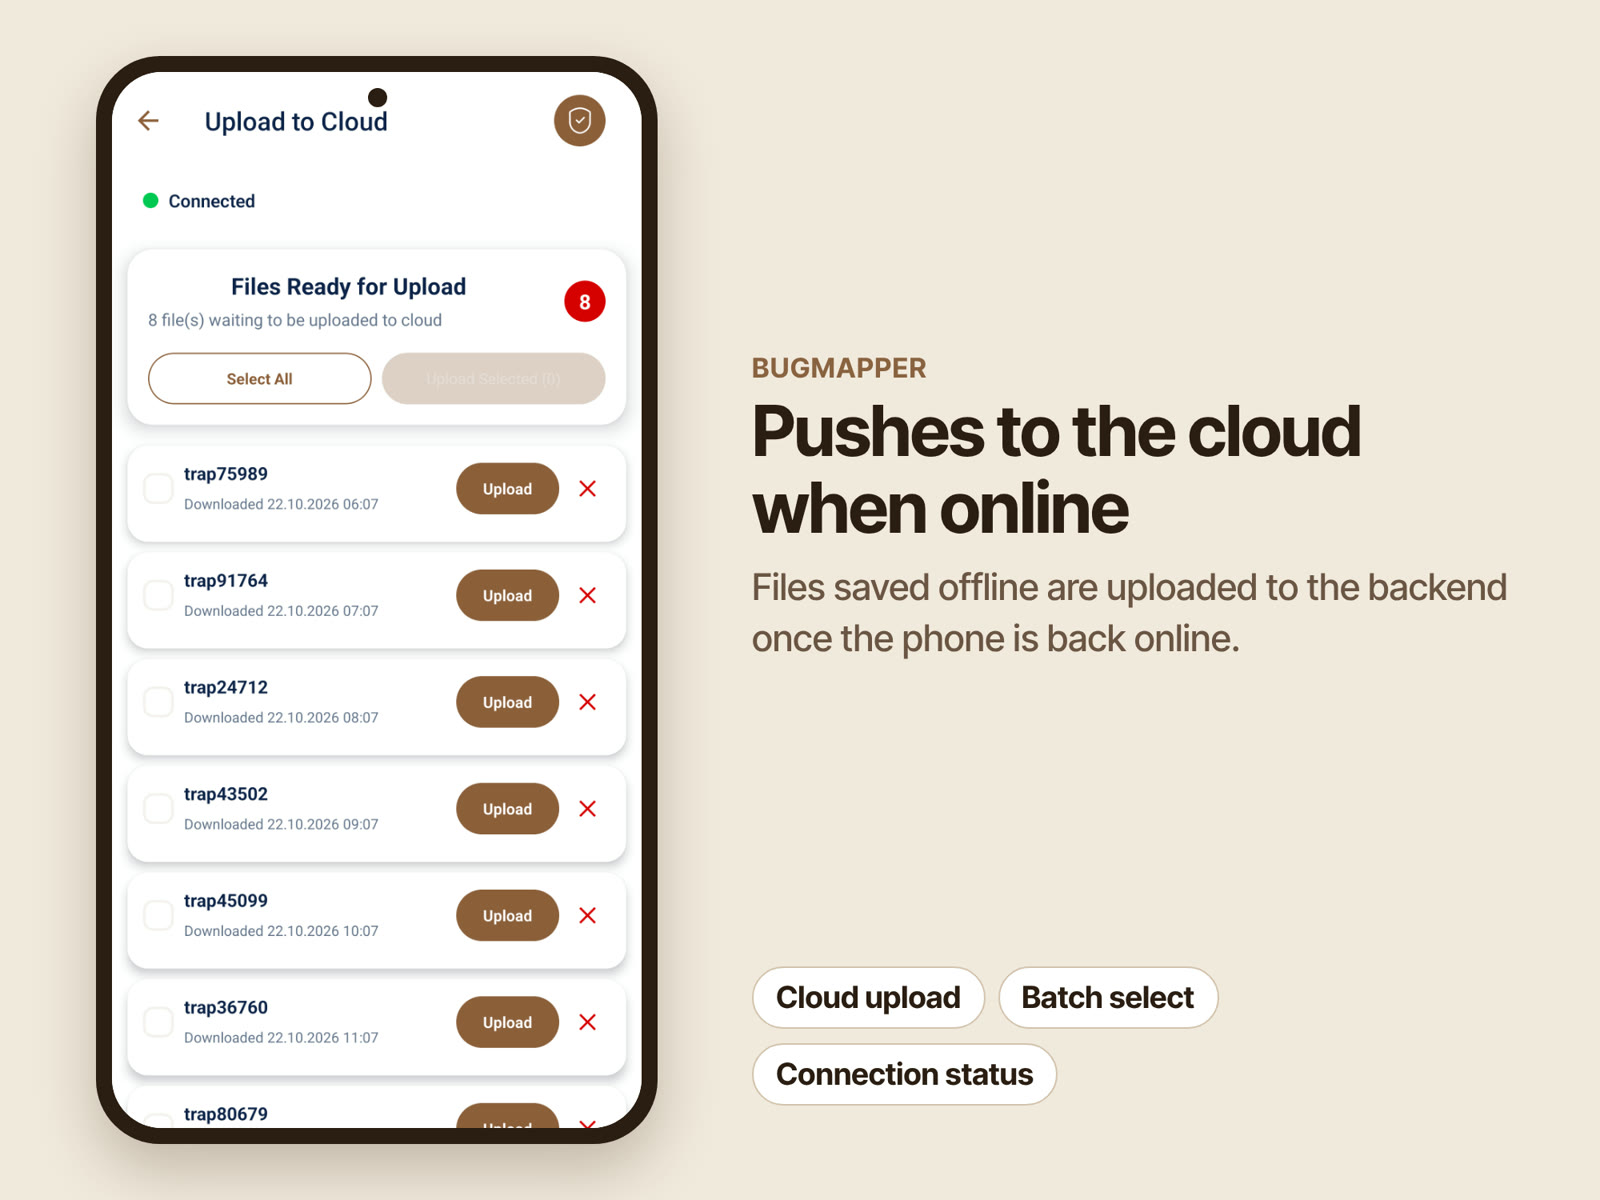 Upload to Cloud
Connected
Files Ready for Upload
8 file(s) waiting to be uploaded to cloud
8
Select All
Upload Selected (0)
trap75989
Downloaded 22.10.2026 06:07
Upload
trap91764
Downloaded 22.10.2026 07:07
Upload
trap24712
Downloaded 22.10.2026 08:07
Upload
trap43502
Downloaded 22.10.2026 09:07
Upload
trap45099
Downloaded 22.10.2026 10:07
Upload
trap36760
Downloaded 22.10.2026 11:07
Upload
trap80679
Upload
BUGMAPPER
Pushes to the cloud
when online
Files saved offline are uploaded to the backend
once the phone is back online.
Cloud upload
Batch select
Connection status